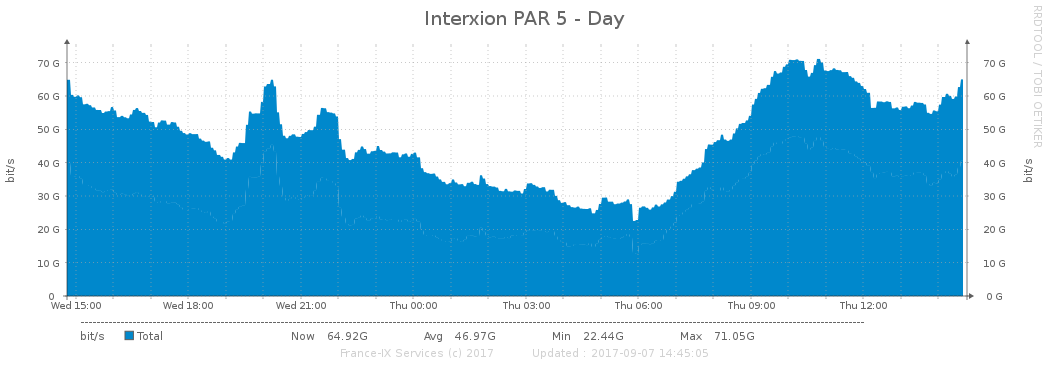 Interxion PAR 5 - Day
RRDTOOL / TOBI OETIKER
bit/s
70 G 70 G
60 G 60 G
50 G 50 G
40 G 40 G
30 G 30 G
20 G 20 G
10 G 10 G
0 0 G
bit/s
Wed 15:00 Wed 18:00 Wed 21:00 Thu 00:00 Thu 03:00 Thu 06:00 Thu 09:00 Thu 12:00
bit/s Total Now 64.92G Avg 46.97G Min 22.44G Max 71.05G
France-IX Services (c) 2017 Updated : 2017-09-07 14:45:05